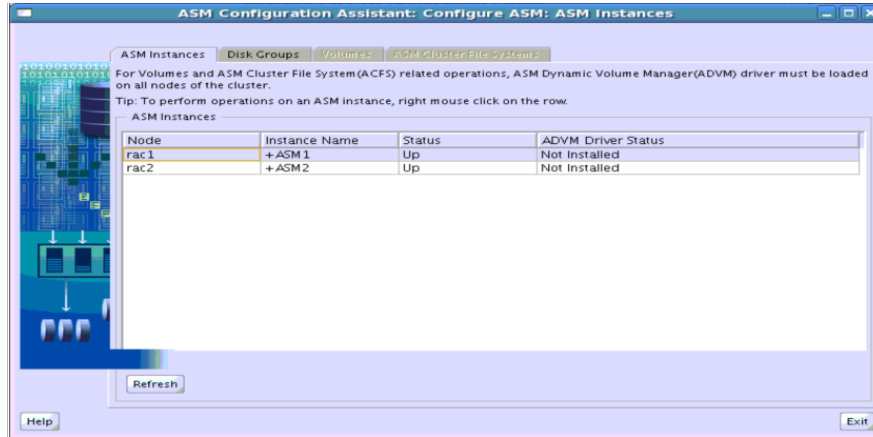 ASM Configuration Assistant: Configure ASM: ASM Instances
ASM Instances Disk Groups Volumes ASM Cluster File Systems
For Volumes and ASM Cluster File System(ACFS) related operations, ASM Dynamic Volume Manager(ADVM) driver must be loaded
on all nodes of the cluster.
Tip: To perform operations on an ASM instance, right mouse click on the row.
ASM Instances
Node Instance Name Status ADVM Driver Status
rac1 +ASM1 Up Not Installed
rac2 +ASM2 Up Not Installed
Refresh
Help Exit